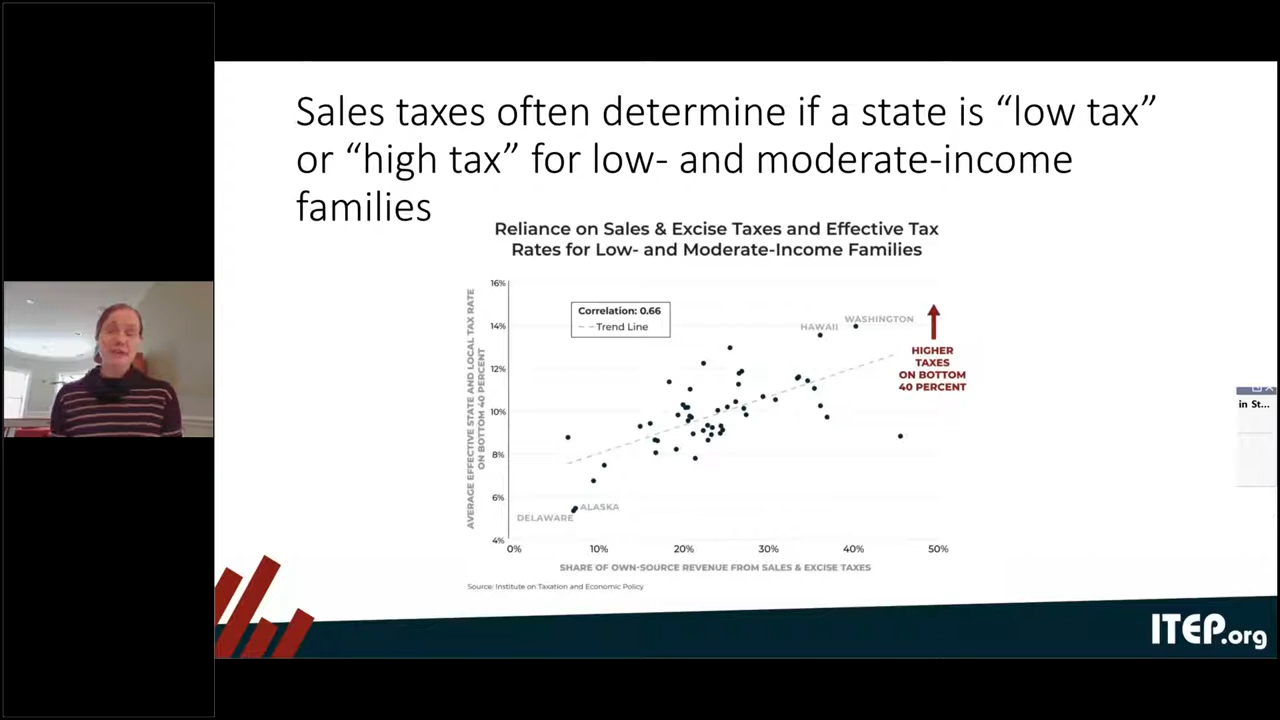 Sales taxes often determine if a state is “low tax”
or “high tax” for low- and moderate-income
families
Reliance on Sales & Excise Taxes and Effective Tax
Rates for Low- and Moderate-Income Families
AVERAGE EFFECTIVE STATE AND LOCAL TAX RATE
ON BOTTOM 40 PERCENT
16%
14%
12%
10%
8%
6%
4%
Correlation: 0.66
Trend Line
HAWAII
WASHINGTON
HIGHER
TAXES
ON BOTTOM
40 PERCENT
ALASKA
DELAWARE
0%
10%
20%
30%
40%
50%
SHARE OF OWN-SOURCE REVENUE FROM SALES & EXCISE TAXES
Source: Institute on Taxation and Economic Policy
in St...
ITEP.org